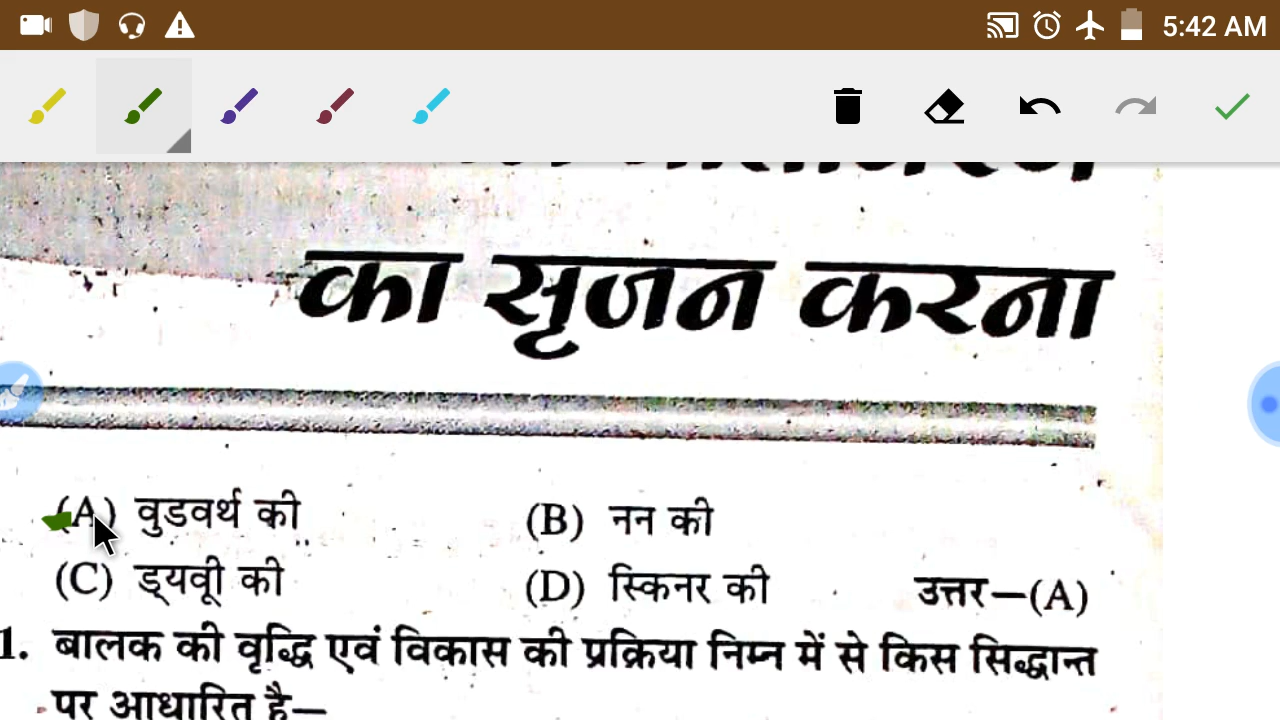 5:42 AM
का सृजन करना
(A) वुडवर्थ की (B) नन की
(C) ड्यवूी की (D) स्किनर की उत्तर—(A)
1. बालक की वृद्धि एवं विकास की प्रक्रिया निम्न में से किस सिद्धान्त
पर आधारित है—